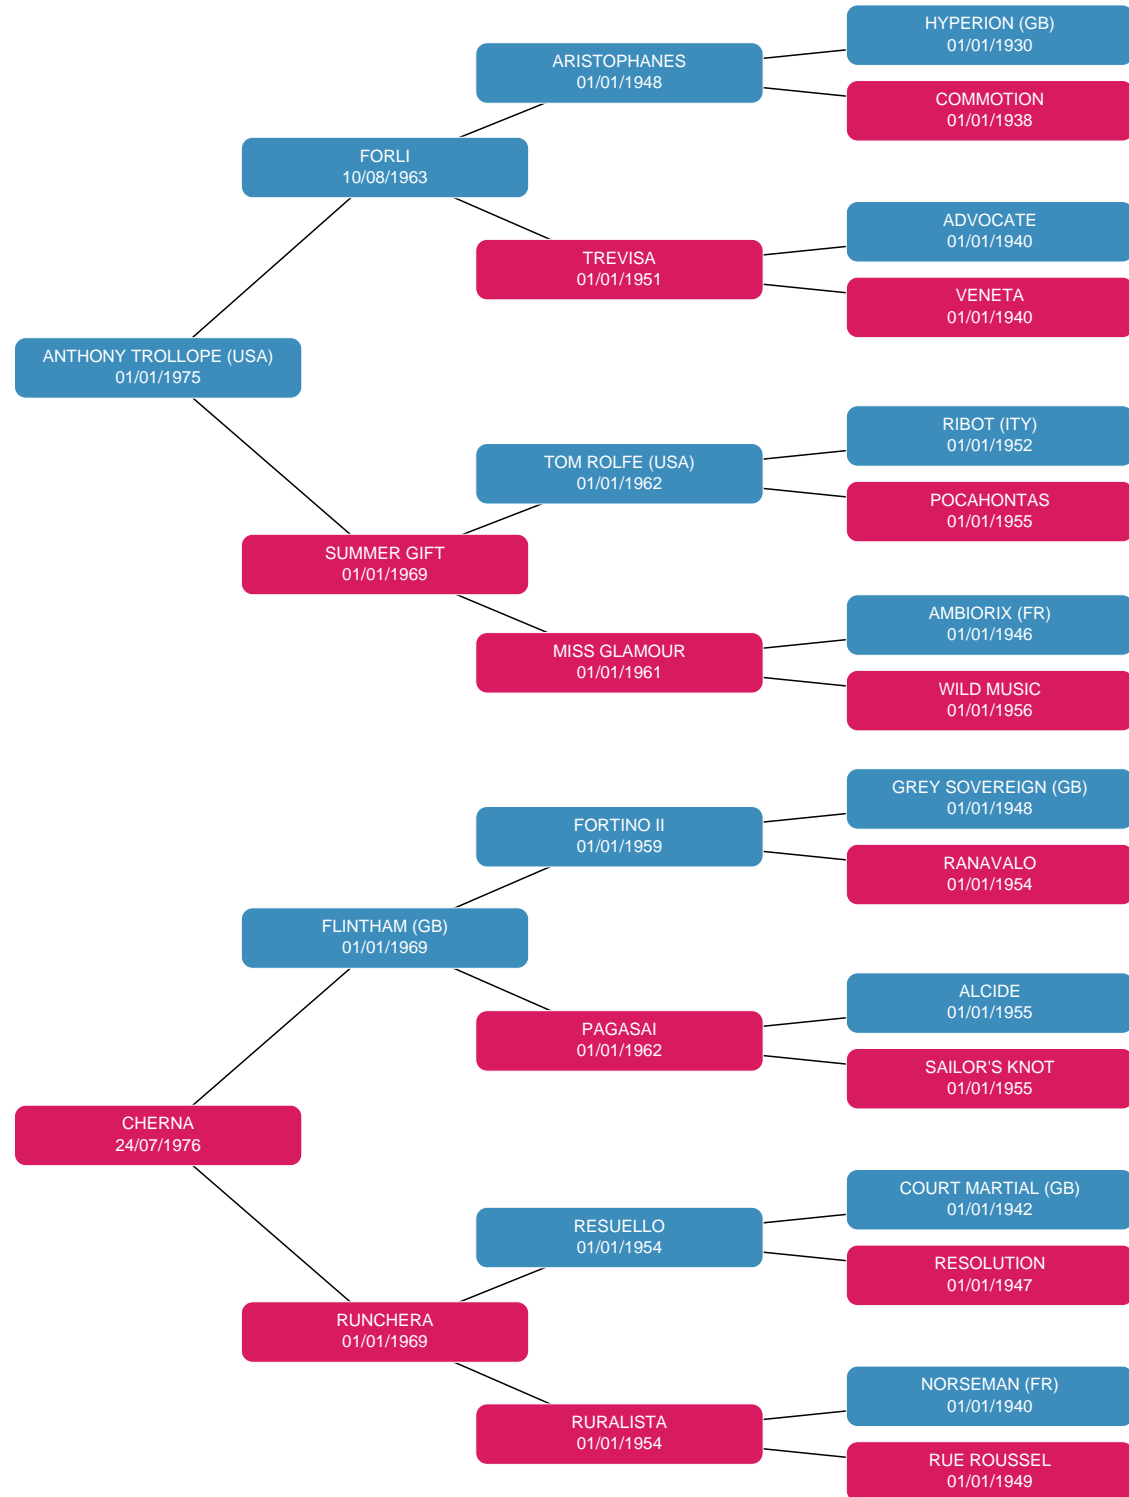 HYPERION (GB)
01/01/1930
ARISTOPHANES
01/01/1948
COMMOTION
01/01/1938
FORLI
10/08/1963
ADVOCATE
01/01/1940
TREVISA
01/01/1951
VENETA
01/01/1940
ANTHONY TROLLOPE (USA)
01/01/1975
RIBOT (ITY)
01/01/1952
TOM ROLFE (USA)
01/01/1962
POCAHONTAS
01/01/1955
SUMMER GIFT
01/01/1969
AMBIORIX (FR)
01/01/1946
MISS GLAMOUR
01/01/1961
WILD MUSIC
01/01/1956
GREY SOVEREIGN (GB)
01/01/1948
FORTINO II
01/01/1959
RANAVALO
01/01/1954
FLINTHAM (GB)
01/01/1969
ALCIDE
01/01/1955
PAGASAI
01/01/1962
SAILOR'S KNOT
01/01/1955
CHERNA
24/07/1976
COURT MARTIAL (GB)
01/01/1942
RESUELLO
01/01/1954
RESOLUTION
01/01/1947
RUNCHERA
01/01/1969
NORSEMAN (FR)
01/01/1940
RURALISTA
01/01/1954
RUE ROUSSEL
01/01/1949